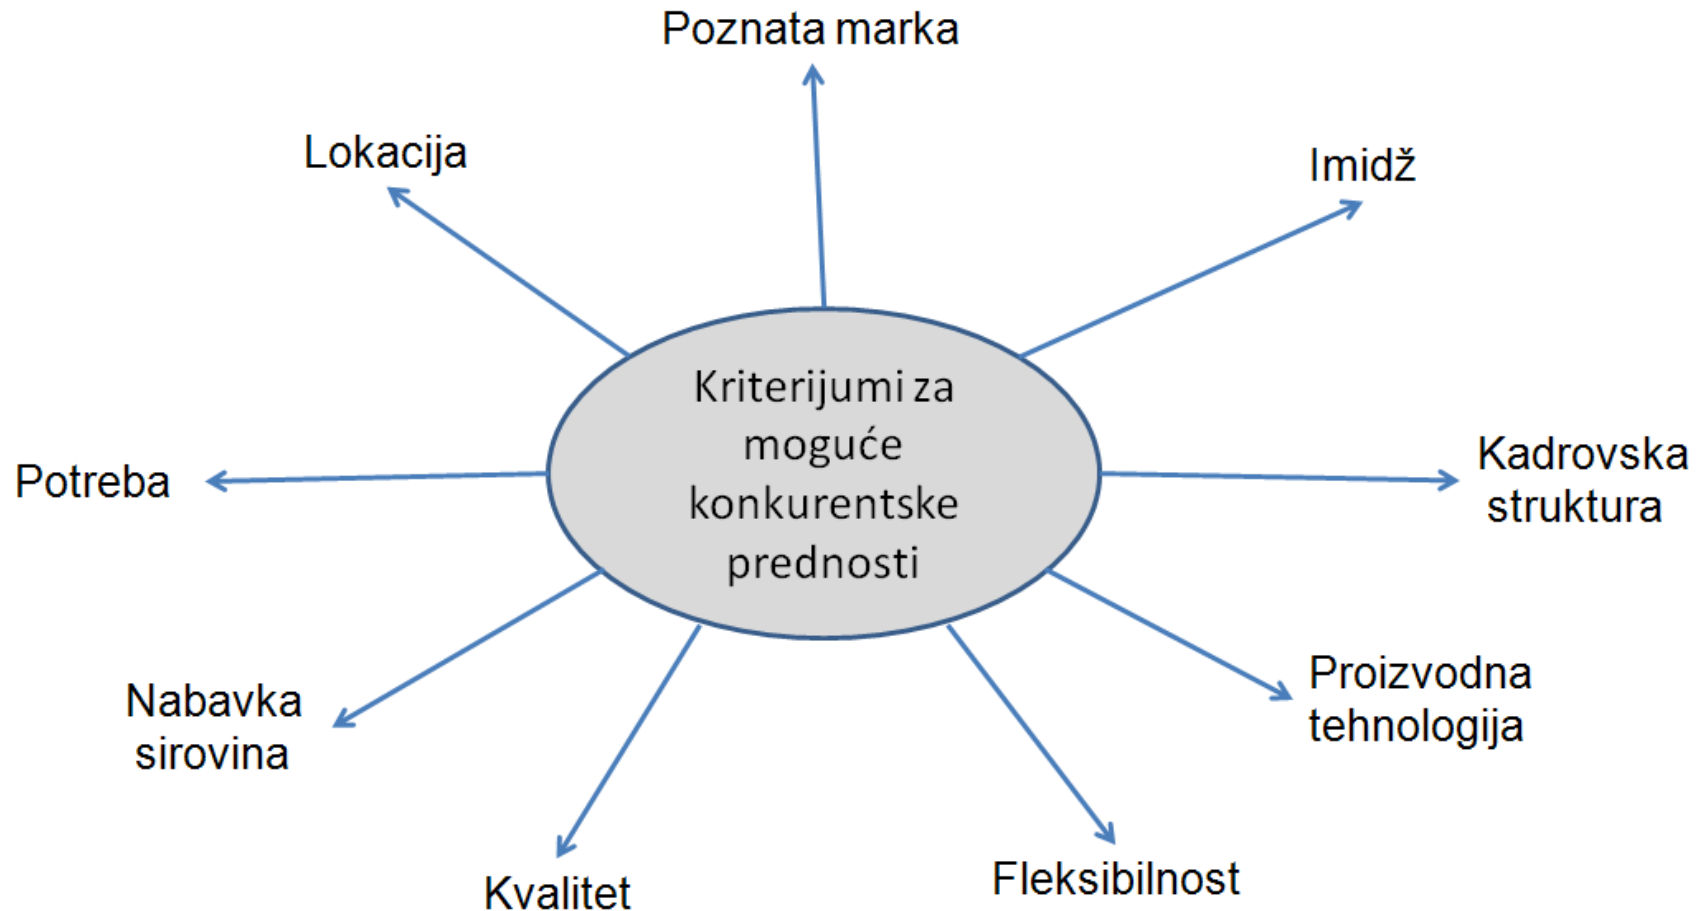 Poznata marka
Lokacija
Imidž
Kriterijumi za
moguće
konkurentske
prednosti
Potreba
Kadrovska
struktura
Nabavka
sirovina
Proizvodna
tehnologija
Kvalitet
Fleksibilnost